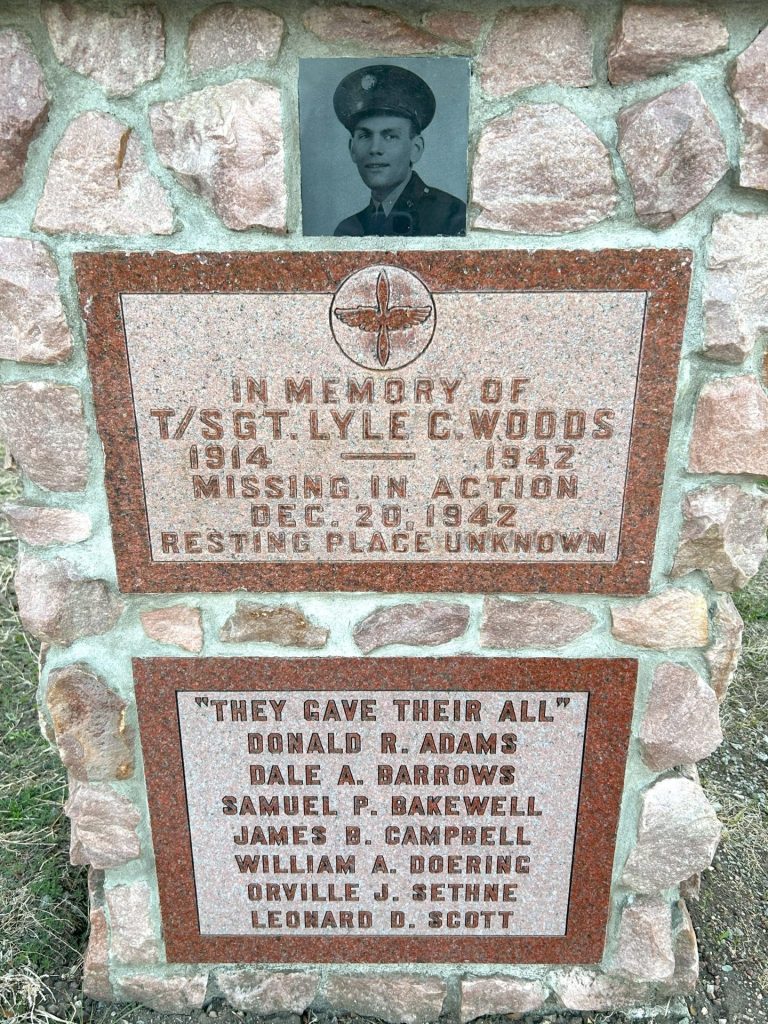 IN MEMORY OF
T/SGT. LYLE C. WOODS
1914 — 1942
MISSING IN ACTION
DEC. 20, 1942
RESTING PLACE UNKNOWN
"THEY GAVE THEIR ALL"
DONALD R. ADAMS
DALE A. BARROWS
SAMUEL P. BAKEWELL
JAMES B. CAMPBELL
WILLIAM A. DOERING
ORVILLE J. SETHNE
LEONARD D. SCOTT